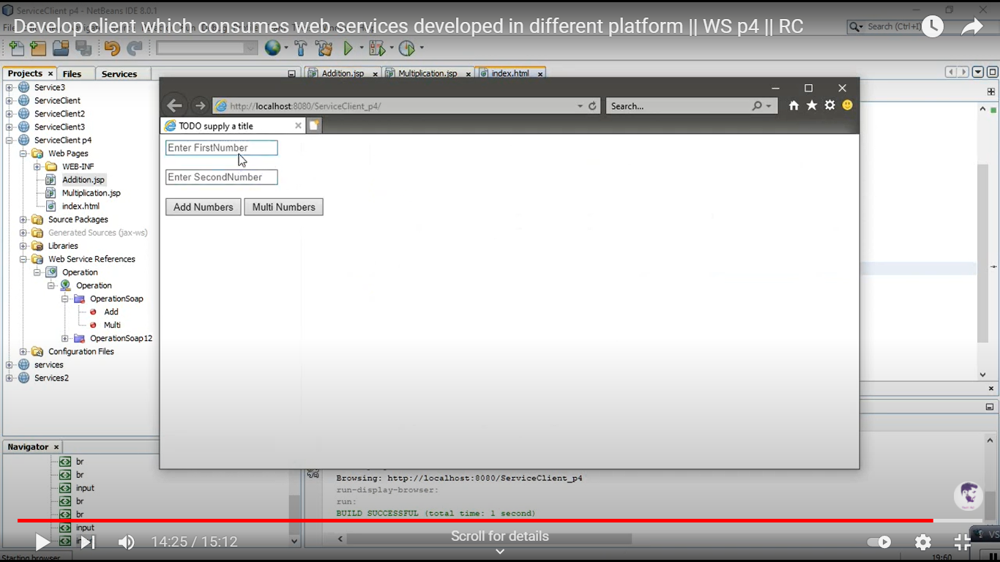 ServiceClient p4 - NetBeans IDE 8.0.1
Develop client which consumes web services developed in different platform || WS p4 || RC
Search (Ctrl+I)
Projects Files Services
Addition.jsp Multiplication.jsp index.html
Service3
ServiceClient
ServiceClient2
ServiceClient3
ServiceClient p4
Web Pages
WEB-INF
Addition.jsp
Multiplication.jsp
index.html
Source Packages
Generated Sources (jax-ws)
Libraries
Web Service References
Operation
Operation
OperationSoap
Add
Multi
OperationSoap12
Configuration Files
services
Services2
http://localhost:8080/ServiceClient_p4/
Search...
TODO supply a title
Enter FirstNumber
Enter SecondNumber
Add Numbers Multi Numbers
Navigator
br
br
input
br
br
input
Browsing: http://localhost:8080/ServiceClient_p4
run-display-browser:
run:
BUILD SUCCESSFUL (total time: 1 second)
Scroll for details
14:25 / 15:12
VS
Starting browser
19:60